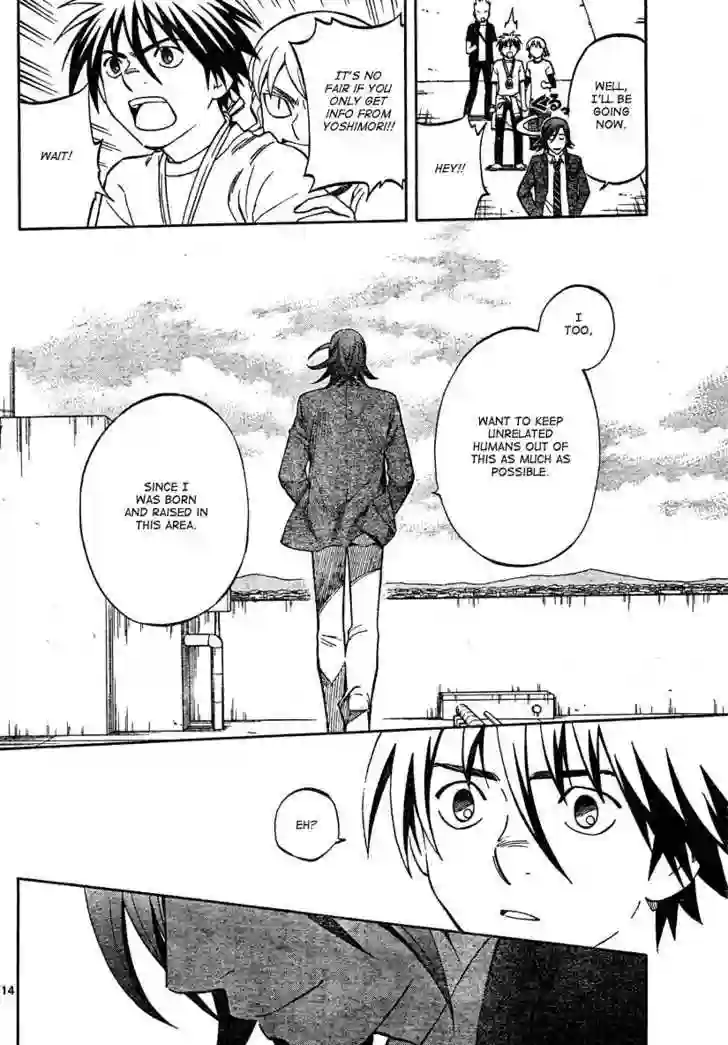 WELL,
I'LL BE
GOING
NOW.
HEY!!
IT'S NO
FAIR IF YOU
ONLY GET
INFO FROM
YOSHIMORI!!
WAIT!
I
TOO,
WANT TO KEEP
UNRELATED
HUMANS OUT OF
THIS AS MUCH AS
POSSIBLE.
SINCE I
WAS BORN
AND RAISED IN
THIS AREA.
EH?
14